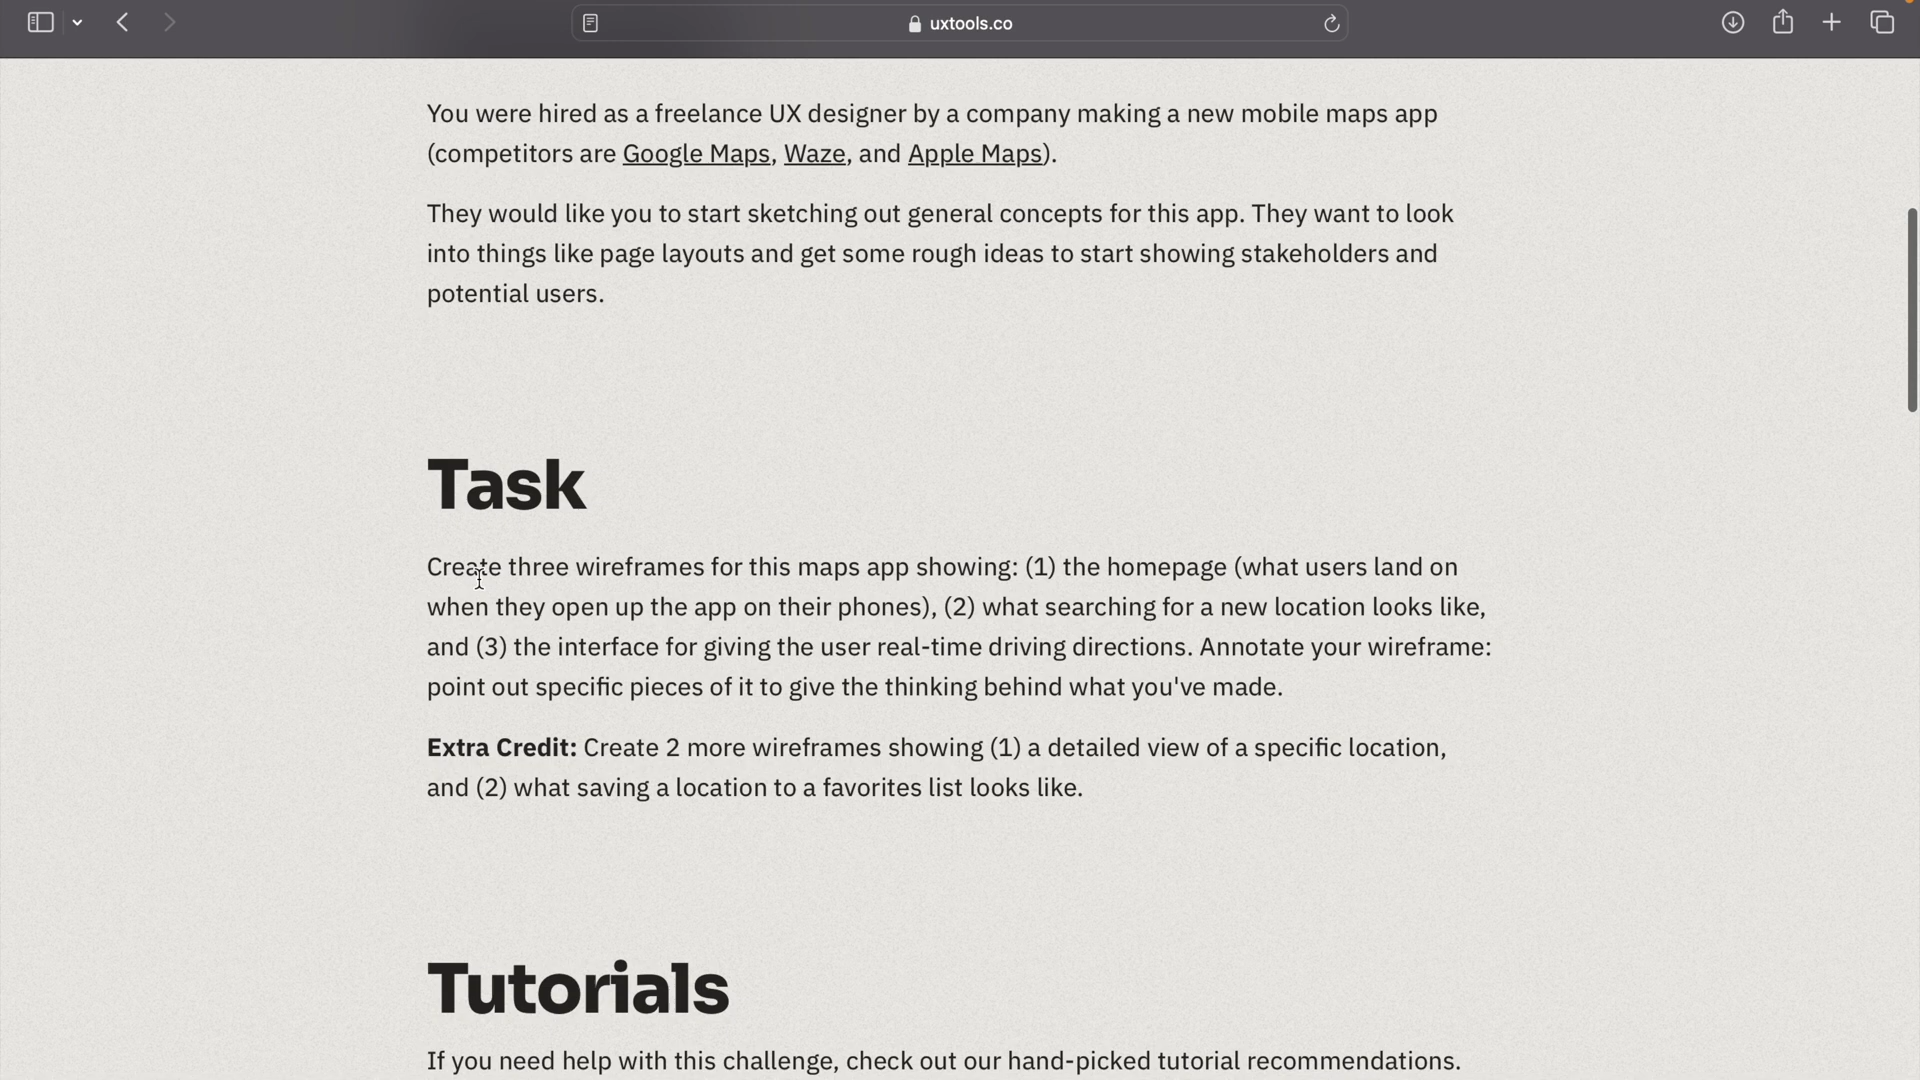 uxtools.co
You were hired as a freelance UX designer by a company making a new mobile maps app
(competitors are Google Maps, Waze, and Apple Maps).
They would like you to start sketching out general concepts for this app. They want to look
into things like page layouts and get some rough ideas to start showing stakeholders and
potential users.
Task
Create three wireframes for this maps app showing: (1) the homepage (what users land on
when they open up the app on their phones), (2) what searching for a new location looks like,
and (3) the interface for giving the user real-time driving directions. Annotate your wireframe:
point out specific pieces of it to give the thinking behind what you've made.
Extra Credit: Create 2 more wireframes showing (1) a detailed view of a specific location,
and (2) what saving a location to a favorites list looks like.
Tutorials
If you need help with this challenge, check out our hand-picked tutorial recommendations.